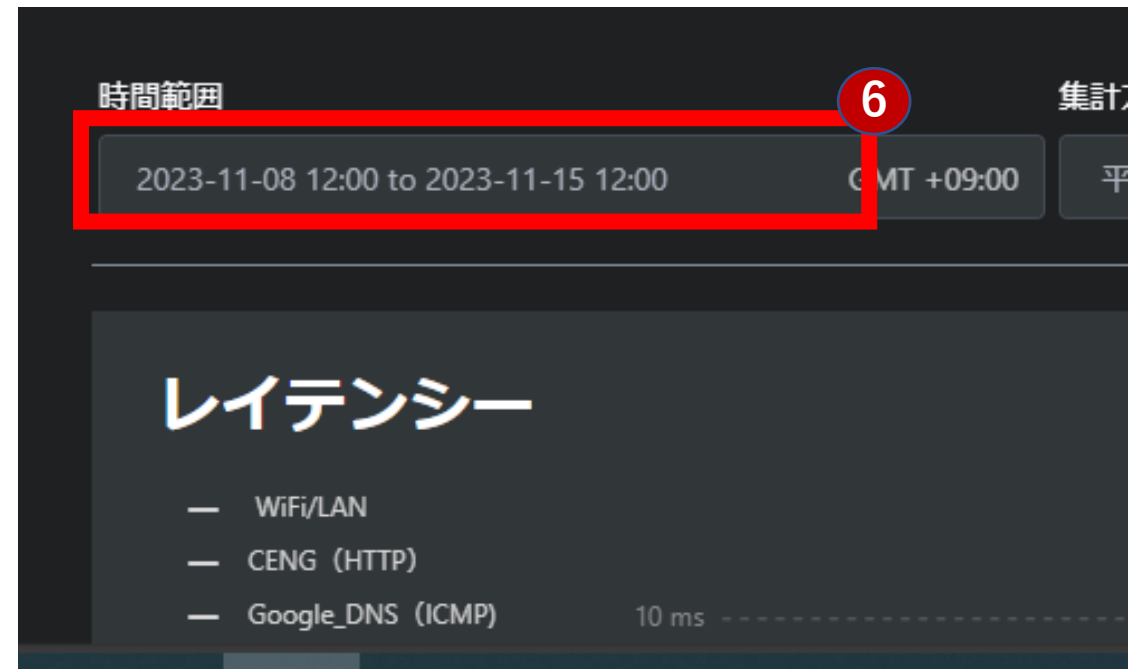 時間範囲
6
集計
2023-11-08 12:00 to 2023-11-15 12:00
GMT +09:00
平
レイテンシー
WiFi/LAN
CENG（HTTP）
Google_DNS（ICMP)
10 ms